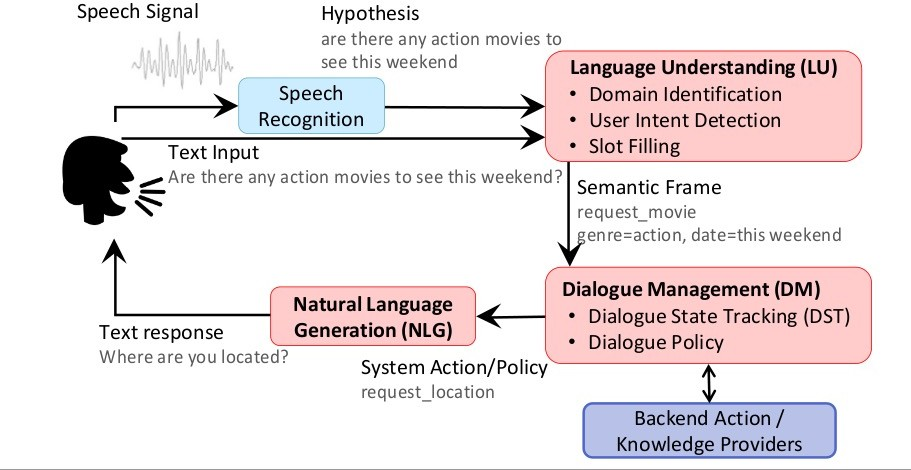 Speech Signal
Hypothesis
are there any action movies to
see this weekend
Speech
Recognition
Language Understanding (LU)
• Domain Identification
• User Intent Detection
• Slot Filling
Text Input
Are there any action movies to see this weekend?
Semantic Frame
request_movie
genre=action, date=this weekend
Dialogue Management (DM)
• Dialogue State Tracking (DST)
• Dialogue Policy
Natural Language
Generation (NLG)
Text response
Where are you located?
System Action/Policy
request_location
Backend Action /
Knowledge Providers